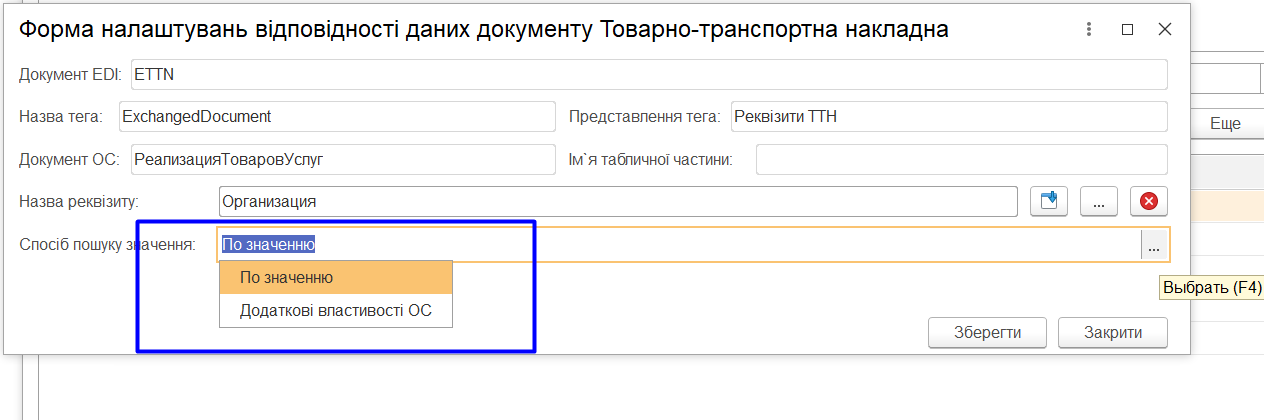 Форма налаштувань відповідності даних документу Товарно-транспортна накладна
Документ EDI: ETTN
Назва тега: ExchangedDocument Представлення тега: Реквізити ТТН
Еще
Документ ОС: РеализацияТоваровУслуг Ім`я табличної частини:
Назва реквізиту: Организация ...
Спосіб пошуку значення: По значенню ...
По значенню
Выбрать (F4)
Додаткові властивості ОС
Зберегти Закрити